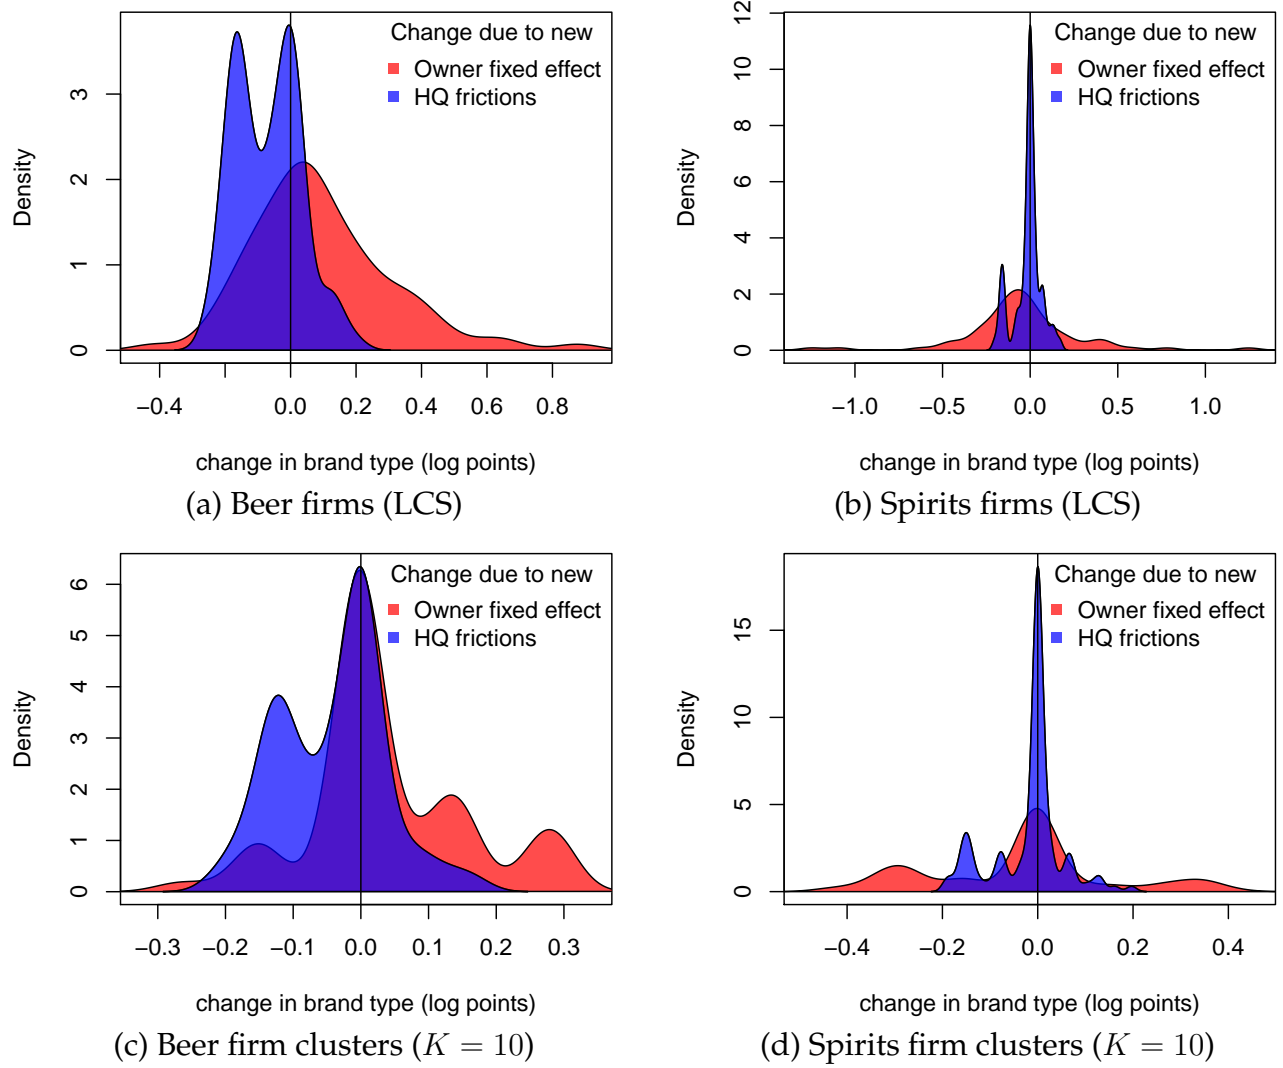 Change due to new
Owner fixed effect
HQ frictions
Density
0
1
2
3
−0.4
0.0
0.2
0.4
0.6
0.8
change in brand type (log points)
(a) Beer firms (LCS)
Change due to new
Owner fixed effect
HQ frictions
Density
0
2
4
6
8
10
12
−1.0
−0.5
0.0
0.5
1.0
change in brand type (log points)
(b) Spirits firms (LCS)
Change due to new
Owner fixed effect
HQ frictions
Density
0
1
2
3
4
5
6
−0.3
−0.2
−0.1
0.0
0.1
0.2
0.3
change in brand type (log points)
(c) Beer firm clusters (K = 10)
Change due to new
Owner fixed effect
HQ frictions
Density
0
5
10
15
−0.4
−0.2
0.0
0.2
0.4
change in brand type (log points)
(d) Spirits firm clusters (K = 10)